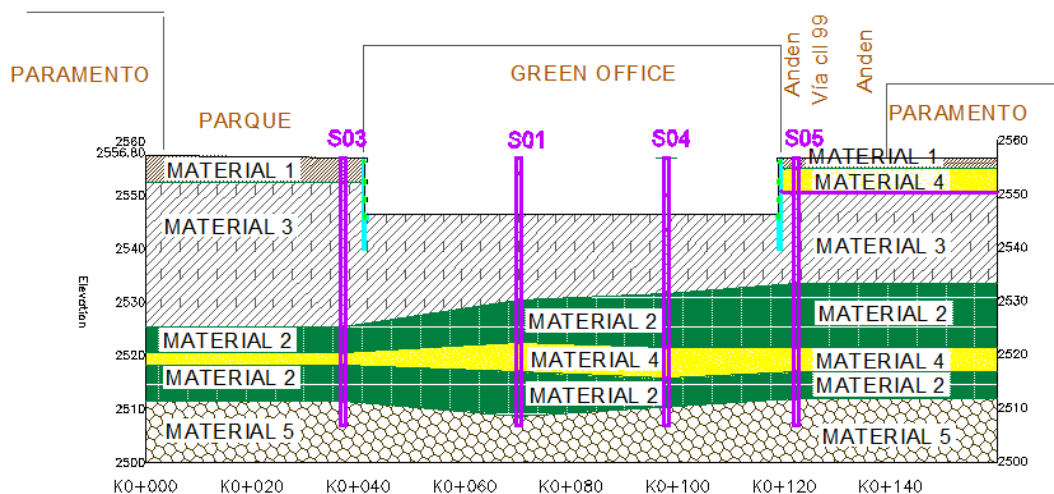 PARAMENTO
PARQUE
GREEN OFFICE
Anden
Vía cll 99
Anden
PARAMENTO
S03
S01
S04
S05
2560
2556.80
2550
2540
2530
2520
2510
2500
Elevation
2560
2550
2540
2530
2520
2510
2500
MATERIAL 1
MATERIAL 3
MATERIAL 2
MATERIAL 2
MATERIAL 5
MATERIAL 2
MATERIAL 4
MATERIAL 2
MATERIAL 1
MATERIAL 4
MATERIAL 3
MATERIAL 2
MATERIAL 4
MATERIAL 2
MATERIAL 5
K0+000
K0+020
K0+040
K0+060
K0+080
K0+100
K0+120
K0+140